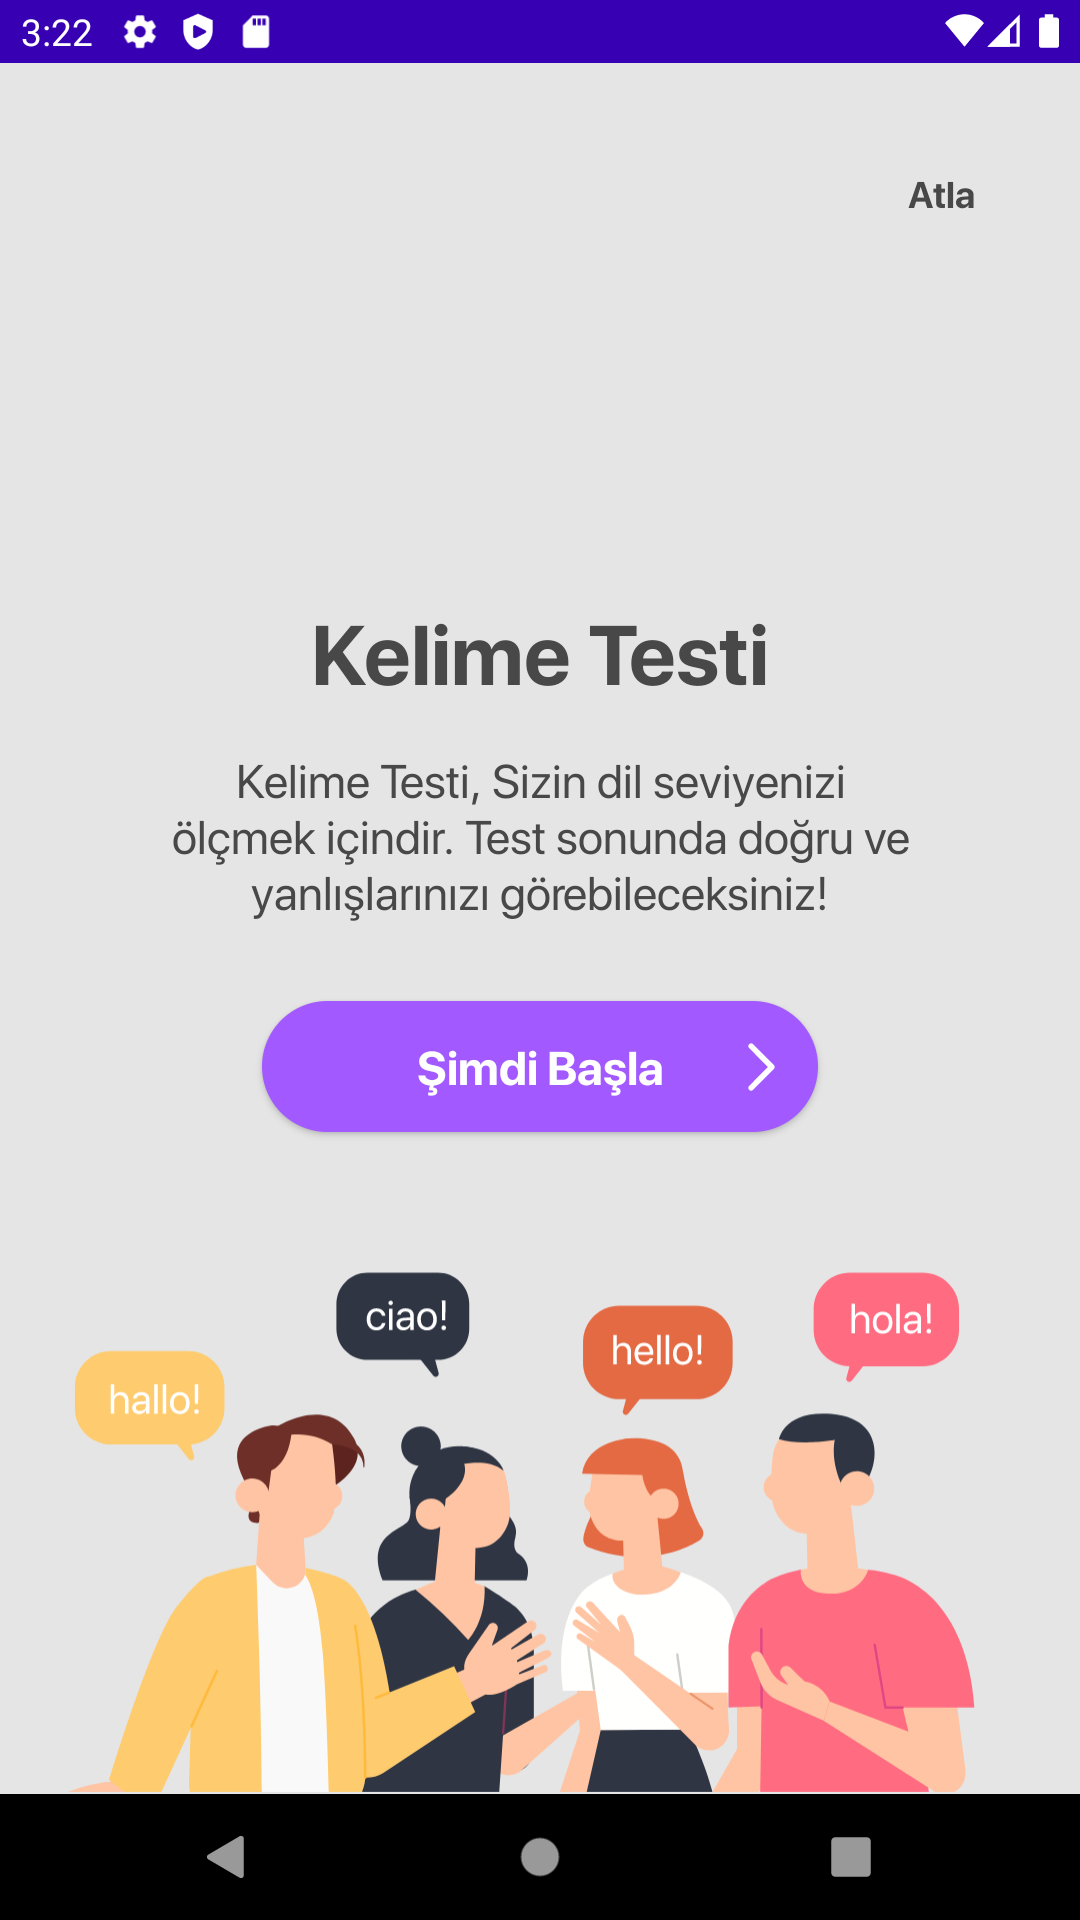 3:22
Atla
Kelime Testi
Kelime Testi, Sizin dil seviyenizi
ölçmek içindir. Test sonunda doğru ve
yanlışlarınızı görebileceksiniz!
Şimdi Başla
ciao!
hola!
hello!
hallo!